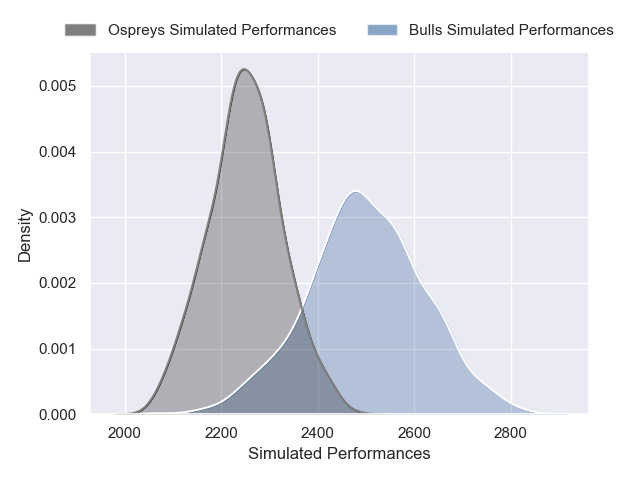 Ospreys Simulated Performances Bulls Simulated Performances
0.005
0.004
0.003
0.002
0.001
0.000
Density
2000 2200 2400 2600 2800
Simulated Performances